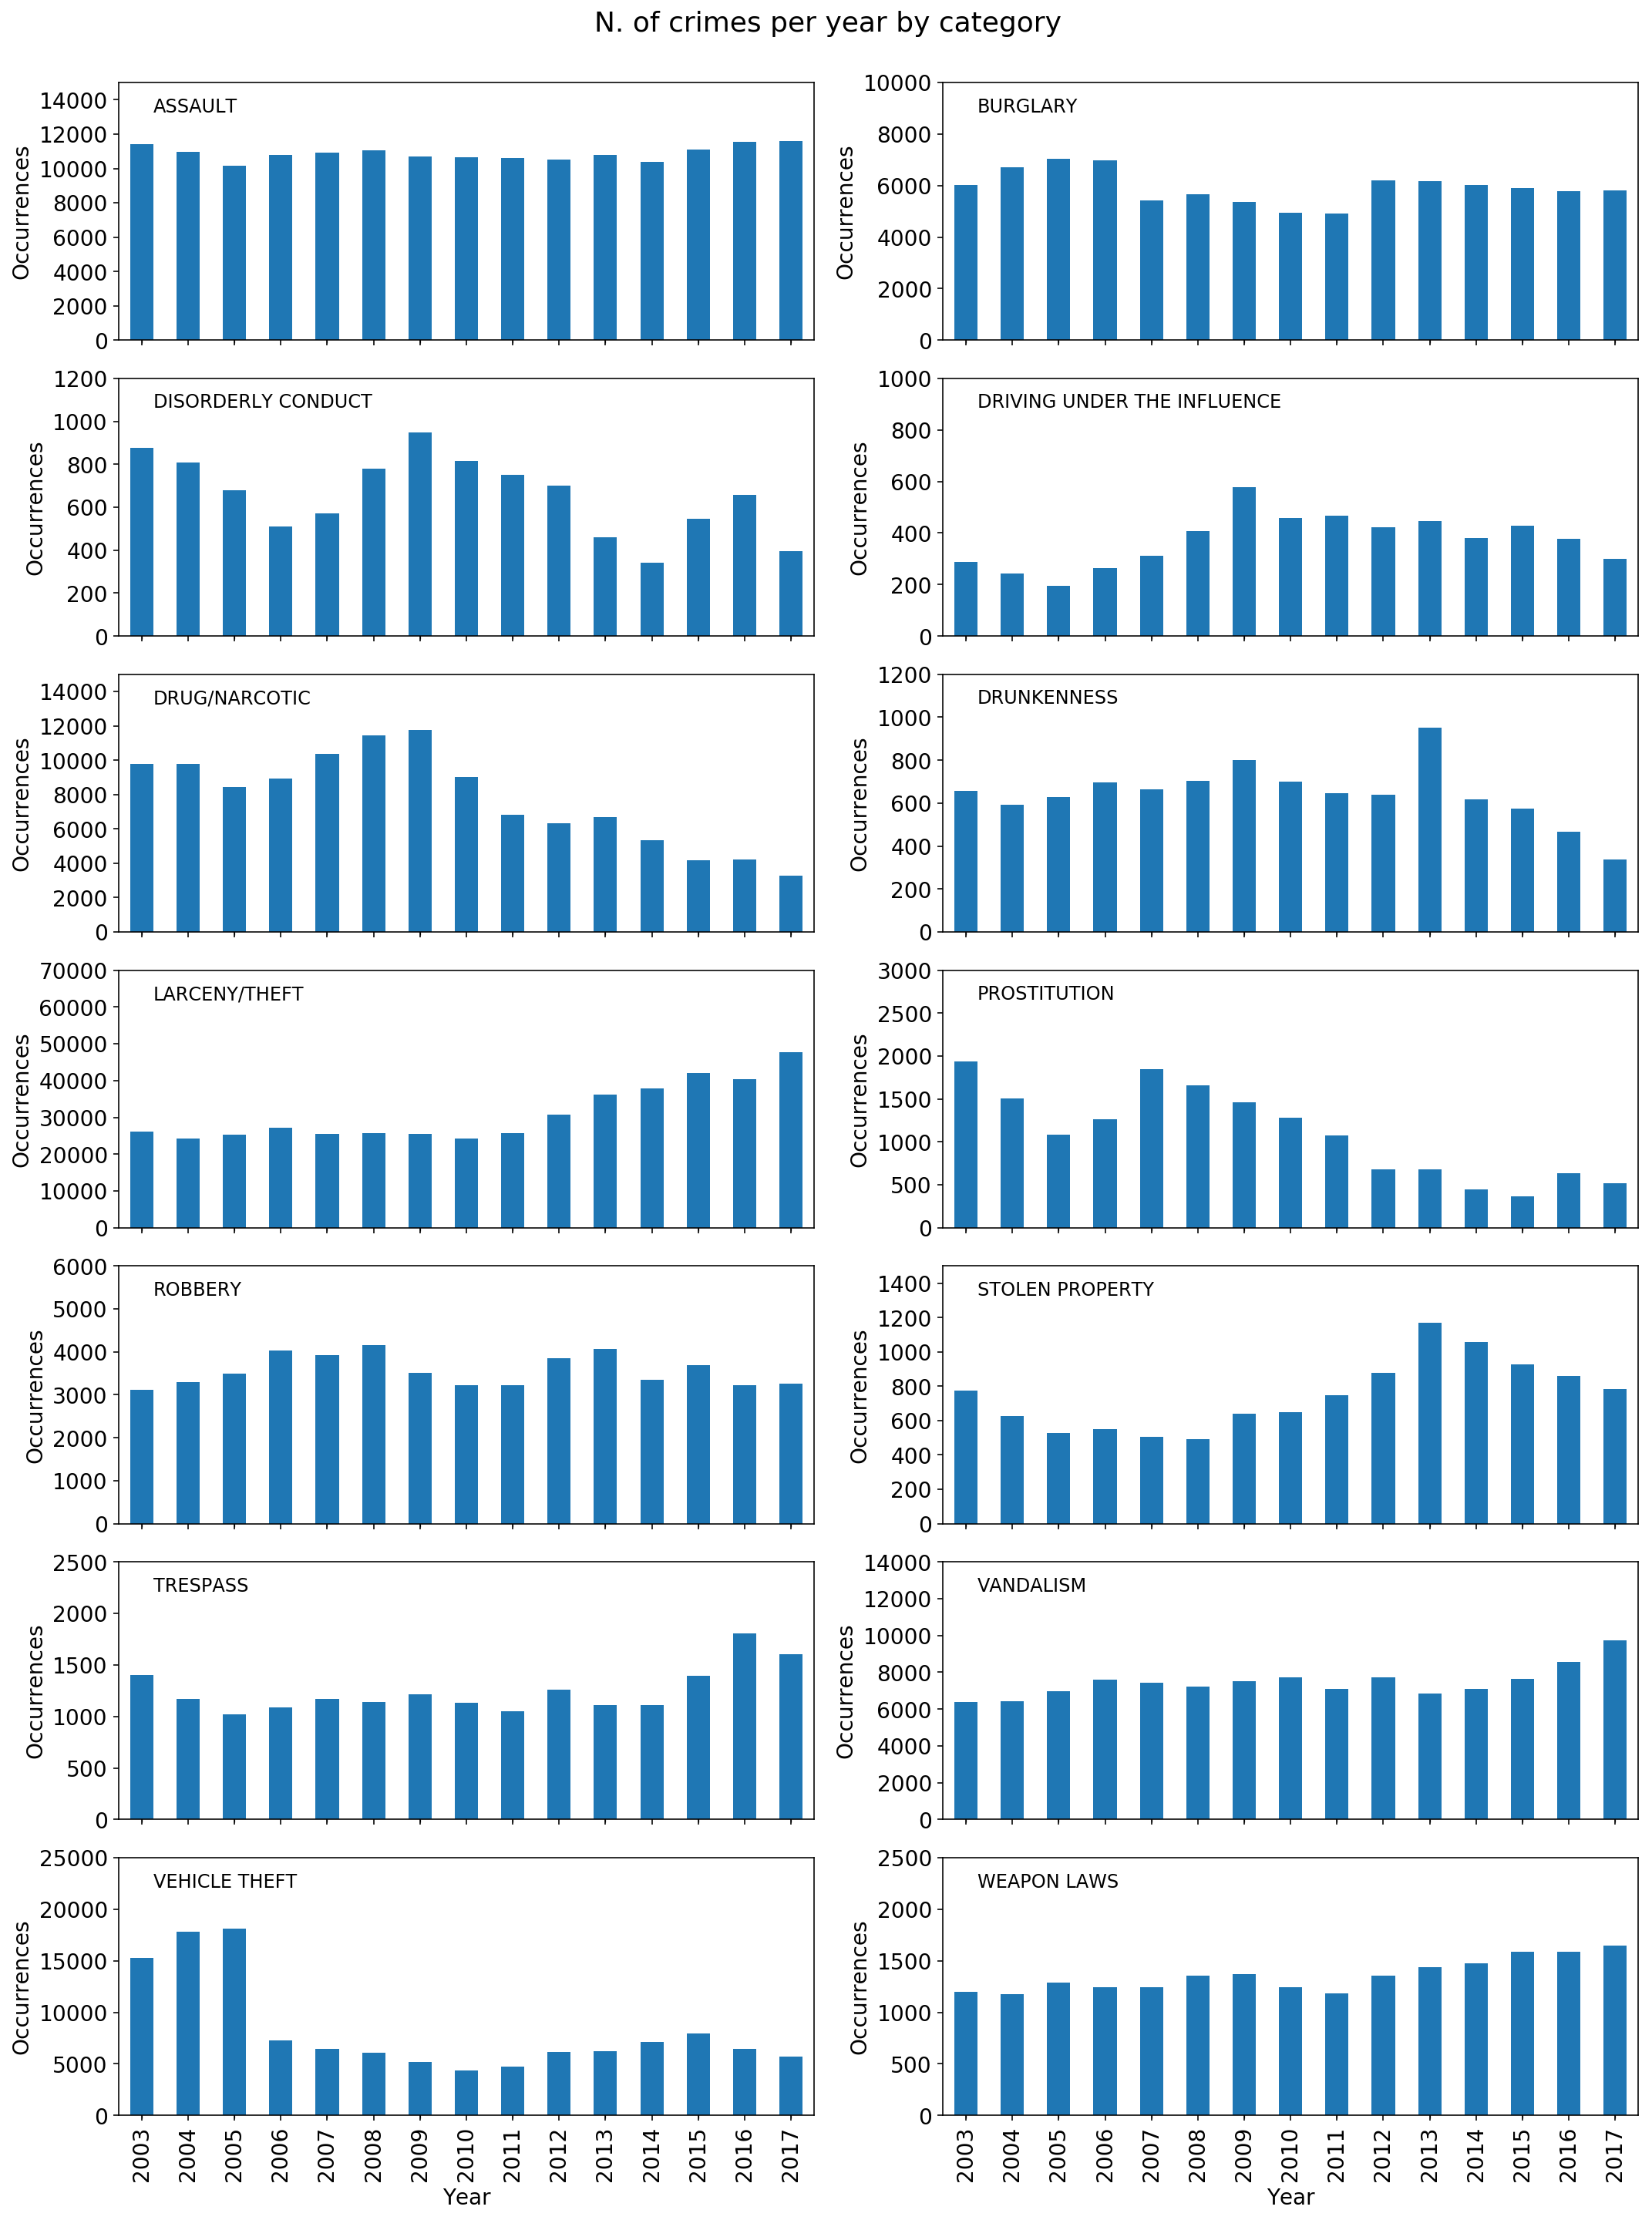 N. of crimes per year by category
ASSAULT
Occurrences
14000
12000
10000
8000
6000
4000
2000
0
BURGLARY
Occurrences
10000
8000
6000
4000
2000
0
DISORDERLY CONDUCT
Occurrences
1200
1000
800
600
400
200
0
DRIVING UNDER THE INFLUENCE
Occurrences
1000
800
600
400
200
0
DRUG/NARCOTIC
Occurrences
14000
12000
10000
8000
6000
4000
2000
0
DRUNKENNESS
Occurrences
1200
1000
800
600
400
200
0
LARCENY/THEFT
Occurrences
70000
60000
50000
40000
30000
20000
10000
0
PROSTITUTION
Occurrences
3000
2500
2000
1500
1000
500
0
ROBBERY
Occurrences
6000
5000
4000
3000
2000
1000
0
STOLEN PROPERTY
Occurrences
1400
1200
1000
800
600
400
200
0
TRESPASS
Occurrences
2500
2000
1500
1000
500
0
VANDALISM
Occurrences
14000
12000
10000
8000
6000
4000
2000
0
VEHICLE THEFT
Occurrences
25000
20000
15000
10000
5000
0
2003 2004 2005 2006 2007 2008 2009 2010 2011 2012 2013 2014 2015 2016 2017
Year
WEAPON LAWS
Occurrences
2500
2000
1500
1000
500
0
2003 2004 2005 2006 2007 2008 2009 2010 2011 2012 2013 2014 2015 2016 2017
Year